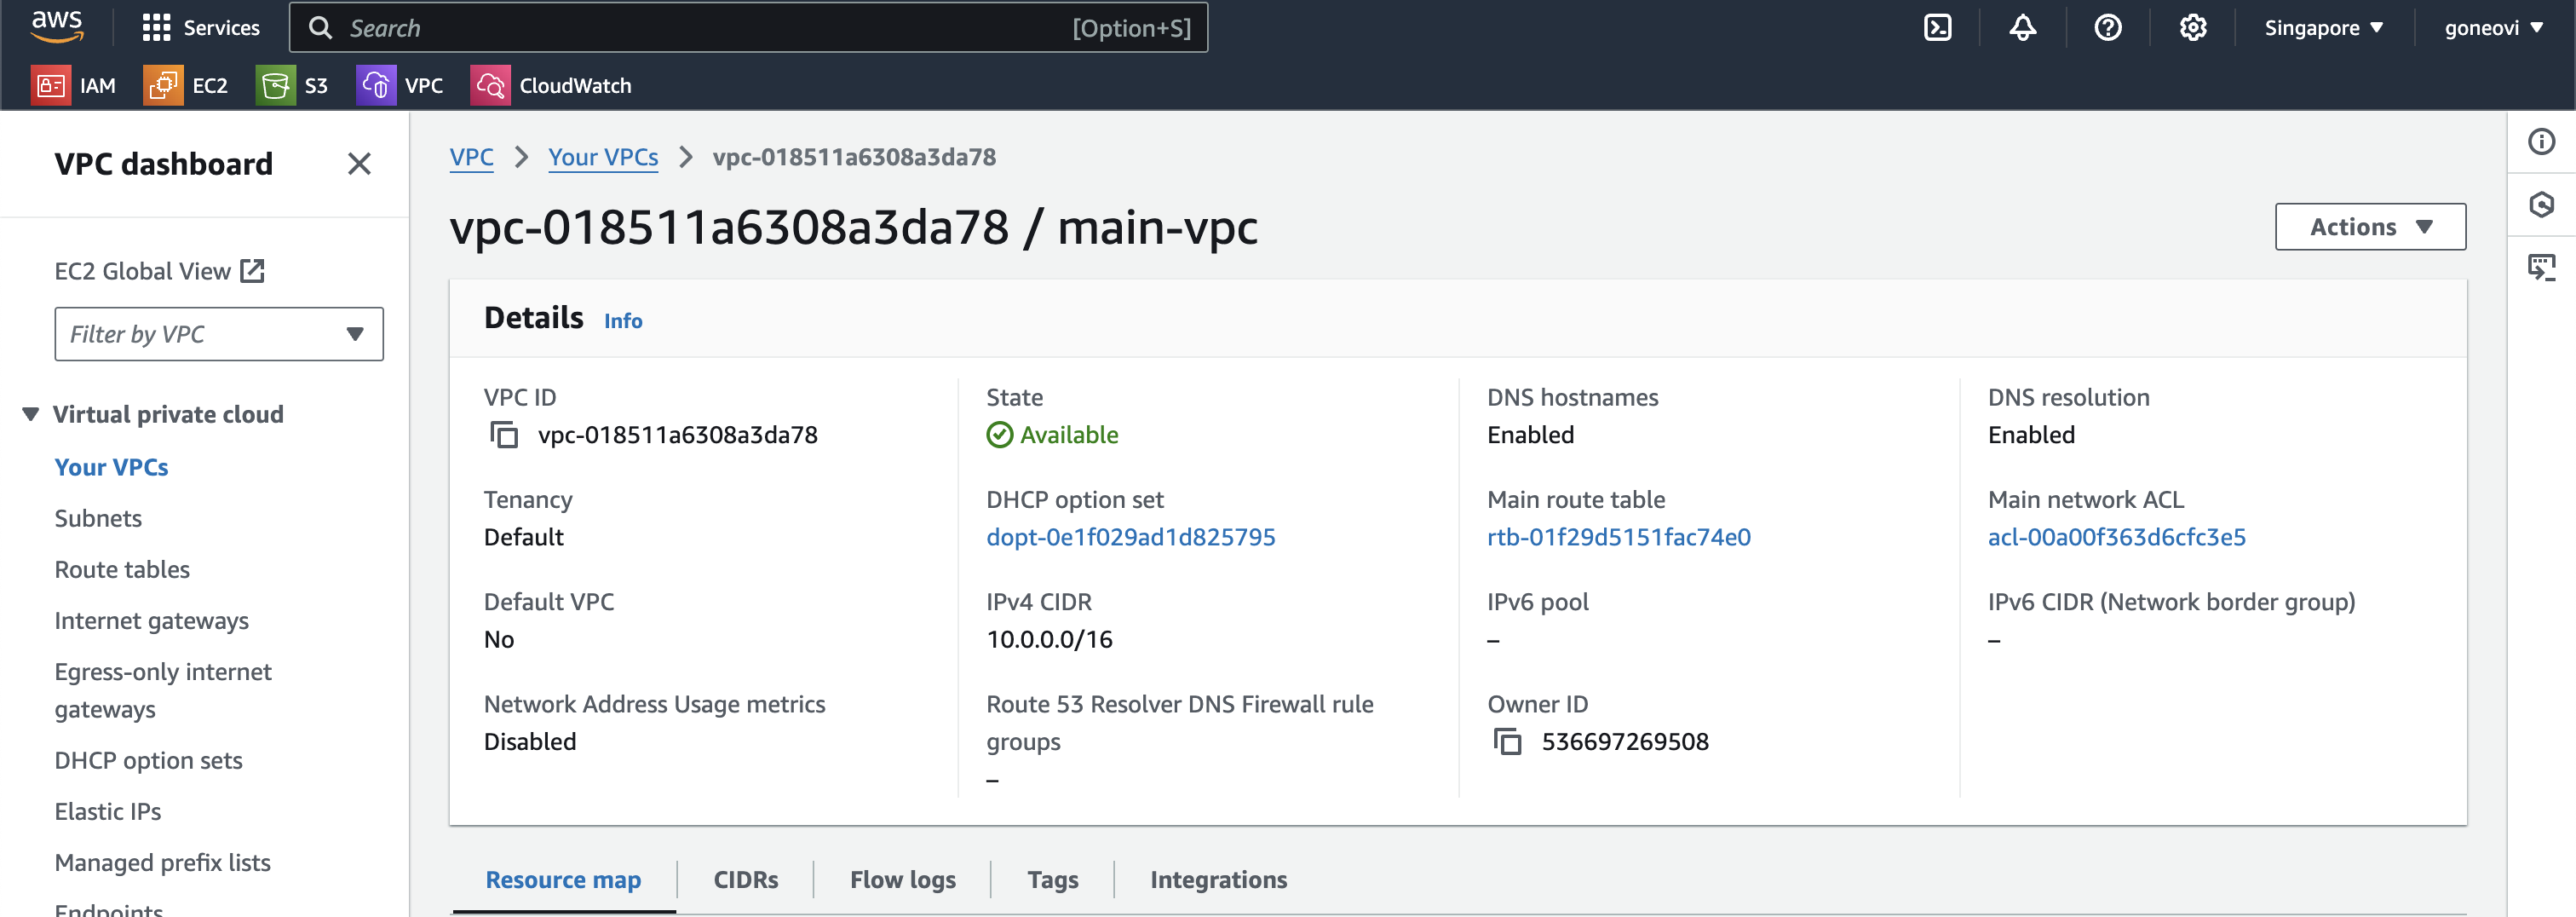 aws
Services
Search
[Option+S]
Singapore
goneovi
IAM
EC2
S3
VPC
CloudWatch
VPC dashboard
EC2 Global View
Filter by VPC
Virtual private cloud
Your VPCs
Subnets
Route tables
Internet gateways
Egress-only internet
gateways
DHCP option sets
Elastic IPs
Managed prefix lists
Endpoints
VPC > Your VPCs > vpc-018511a6308a3da78
vpc-018511a6308a3da78 / main-vpc
Actions
Details Info
VPC ID
vpc-018511a6308a3da78
State
Available
DNS hostnames
Enabled
DNS resolution
Enabled
Tenancy
Default
DHCP option set
dopt-0e1f029ad1d825795
Main route table
rtb-01f29d5151fac74e0
Main network ACL
acl-00a00f363d6cfc3e5
Default VPC
No
IPv4 CIDR
10.0.0.0/16
IPv6 pool
–
IPv6 CIDR (Network border group)
–
Network Address Usage metrics
Disabled
Route 53 Resolver DNS Firewall rule
groups
–
Owner ID
536697269508
Resource map
CIDRs
Flow logs
Tags
Integrations